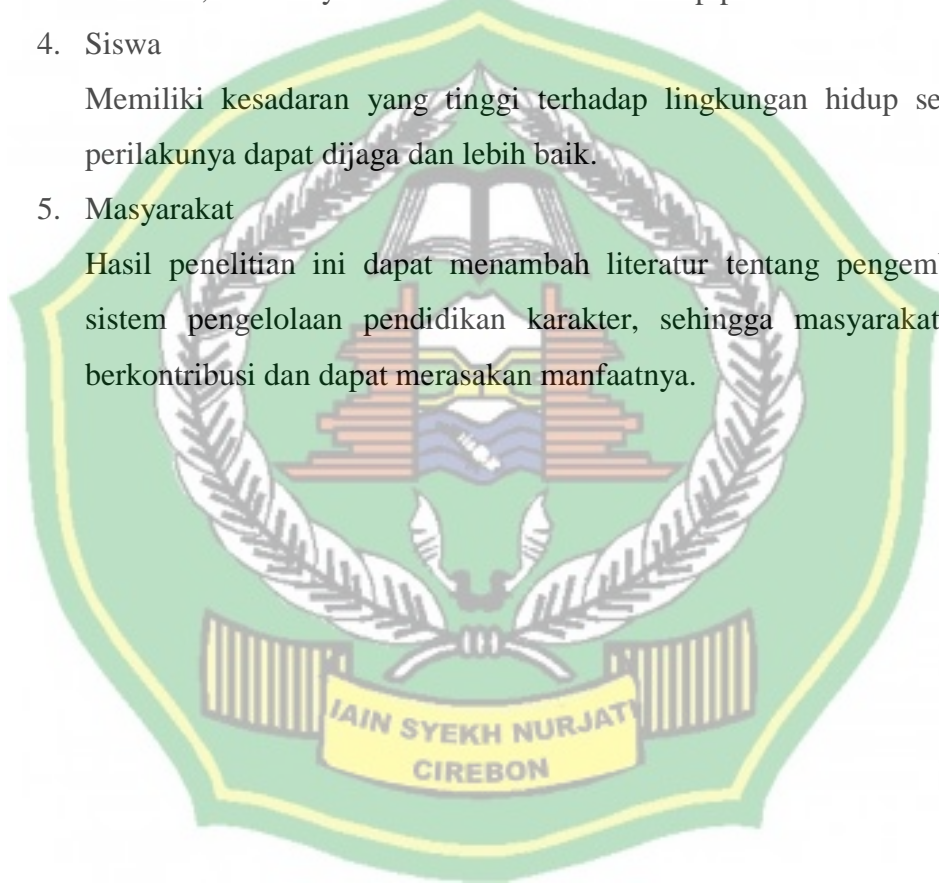 4. Siswa
Memiliki kesadaran yang tinggi terhadap lingkungan hidup
perilakunya dapat dijaga dan lebih baik.
5. Masyarakat
Hasil penelitian ini dapat menambah literatur tentang
sistem pengelolaan pendidikan karakter, sehingga masyarakat
berkontribusi dan dapat merasakan manfaatnya.
IAIN SYEKH NURJATI
CIREBON